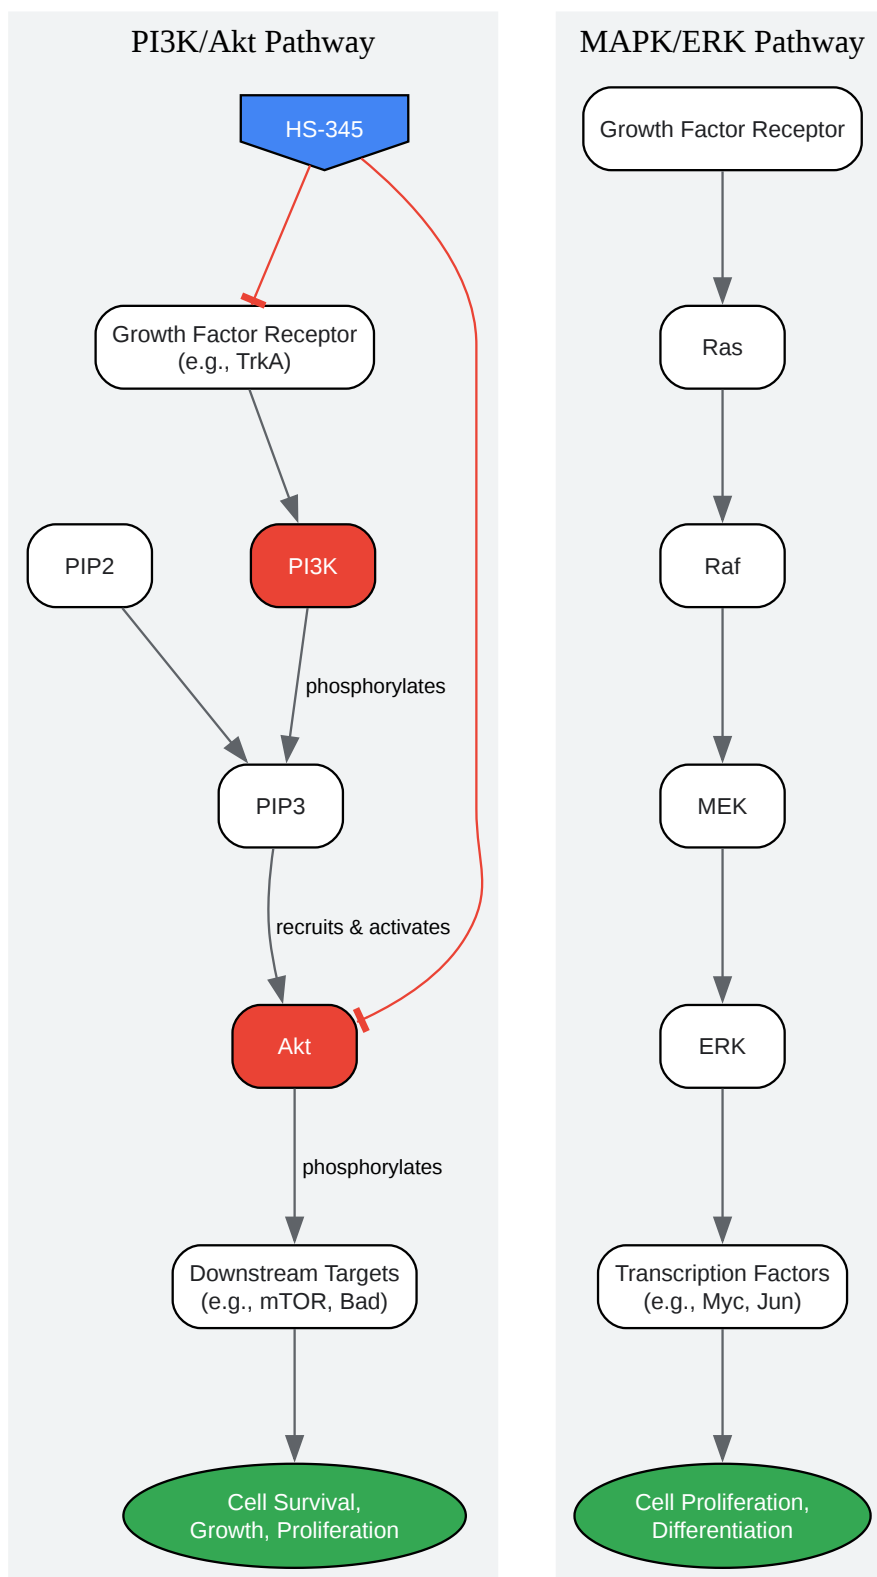 PI3K/Akt Pathway
HS-345
Growth Factor Receptor
(e.g., TrkA)
PIP2
PI3K
phosphorylates
PIP3
recruits & activates
Akt
phosphorylates
Downstream Targets
(e.g., mTOR, Bad)
Cell Survival,
Growth, Proliferation
MAPK/ERK Pathway
Growth Factor Receptor
Ras
Raf
MEK
ERK
Transcription Factors
(e.g., Myc, Jun)
Cell Proliferation,
Differentiation